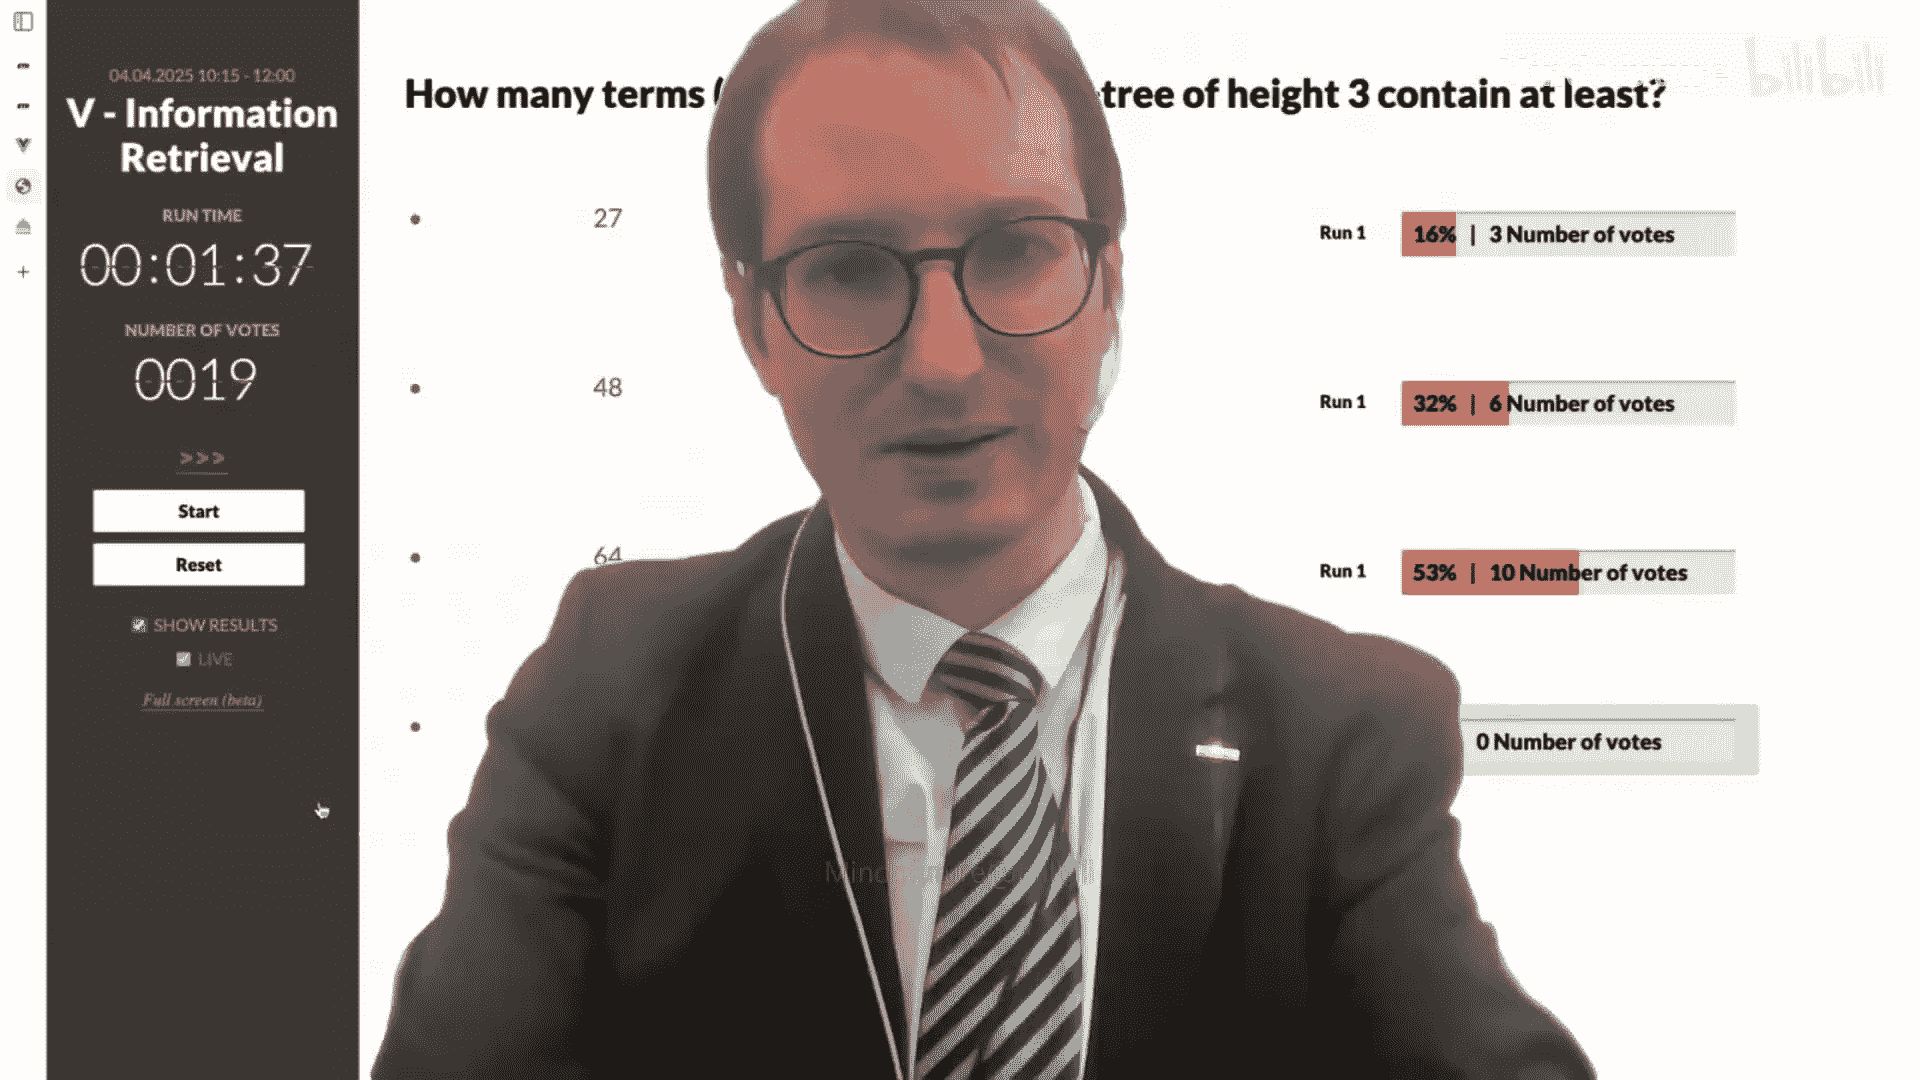 04.04.2025 10:15 - 12:00
V - Information
Retrieval
RUN TIME
00:01:37
NUMBER OF VOTES
0019
>>>
Start
Reset
SHOW RESULTS
LIVE
Full screen (beta)
How many terms tree of height 3 contain at least?
27
Run 1 16% | 3 Number of votes
48
Run 1 32% | 6 Number of votes
64
Run 1 53% | 10 Number of votes
0 Number of votes
bilibili